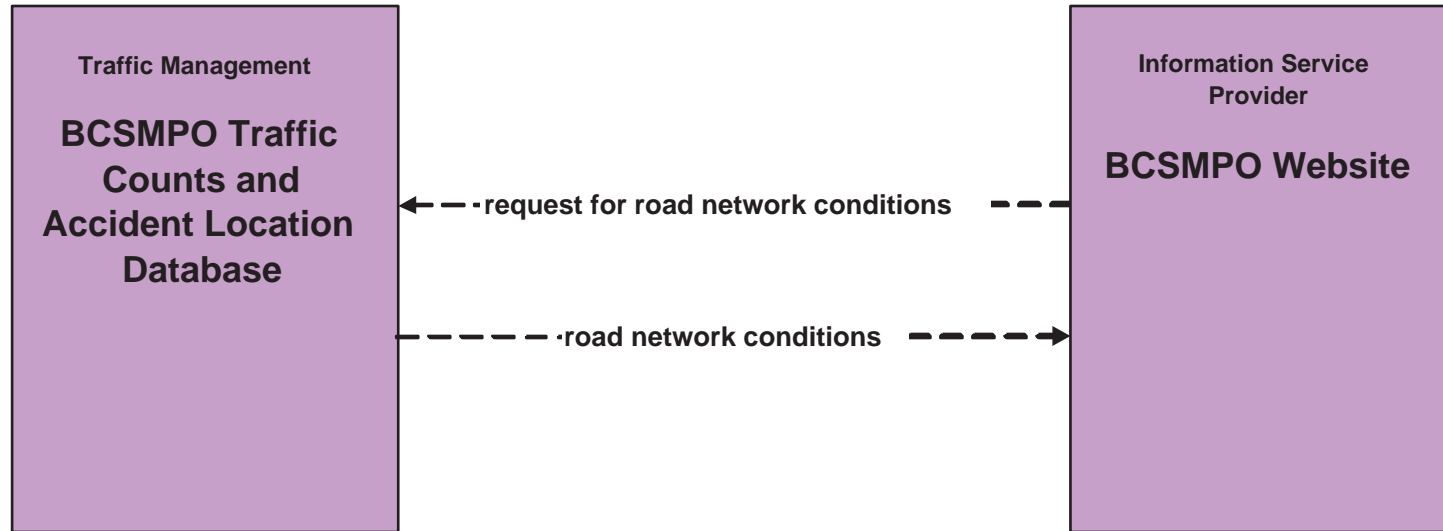 Traffic Management
BCSMPO Traffic
Counts and
Accident Location
Database
Information Service
Provider
BCSMPO Website
request for road network conditions
road network conditions